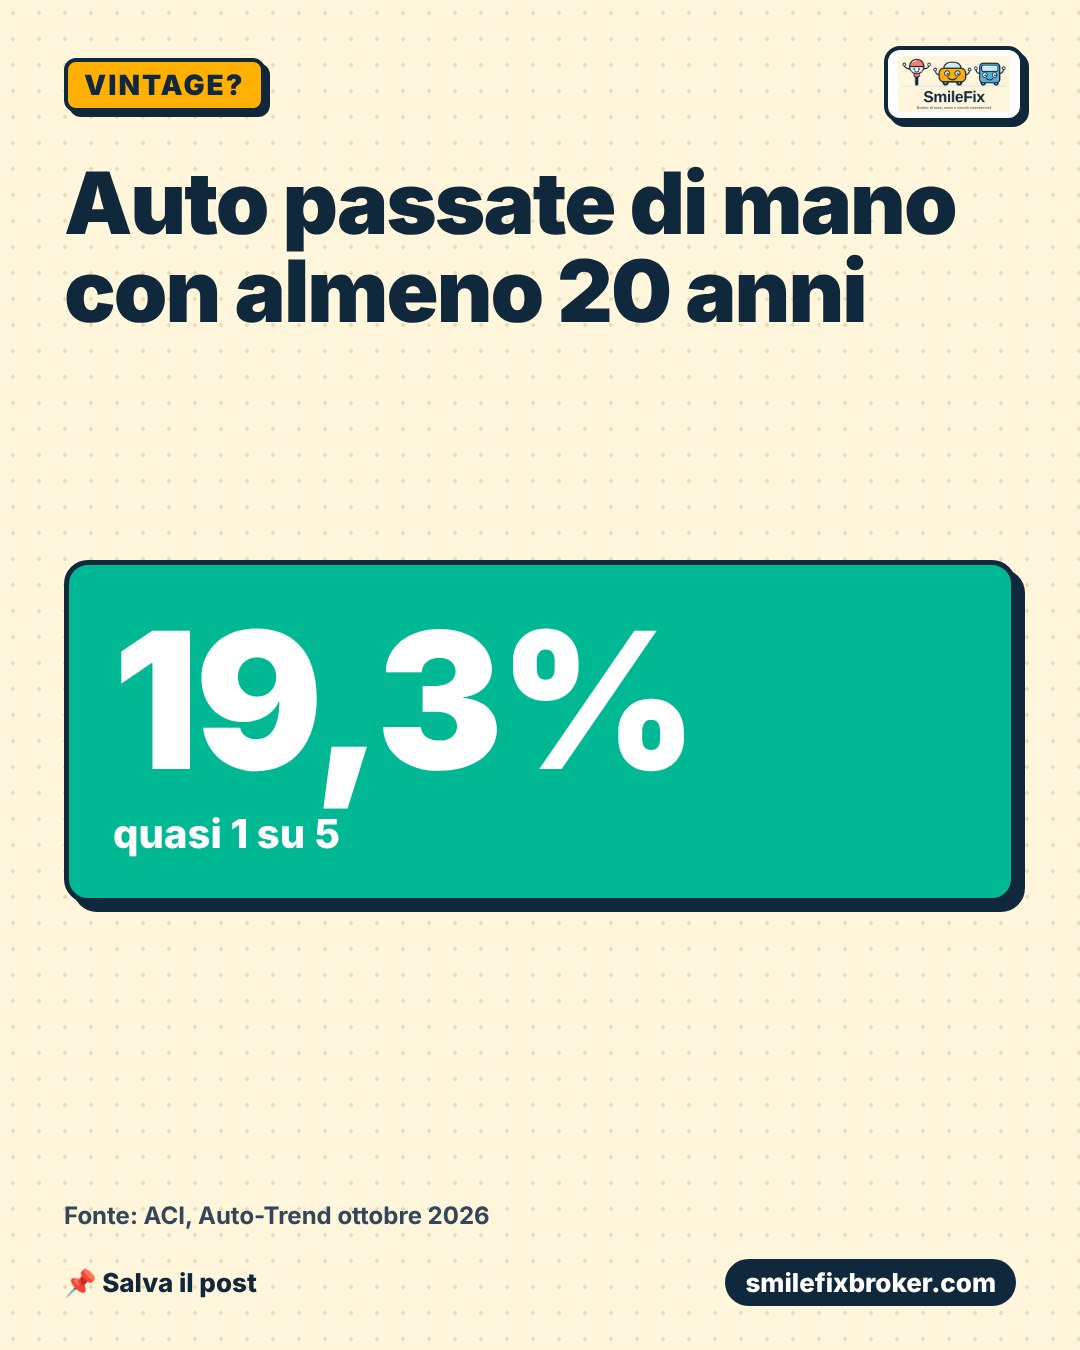 VINTAGE?
SmileFix
Auto passate di mano
con almeno 20 anni
19,3%
quasi 1 su 5
Fonte: ACI, Auto-Trend ottobre 2026
📌 Salva il post
smilefixbroker.com